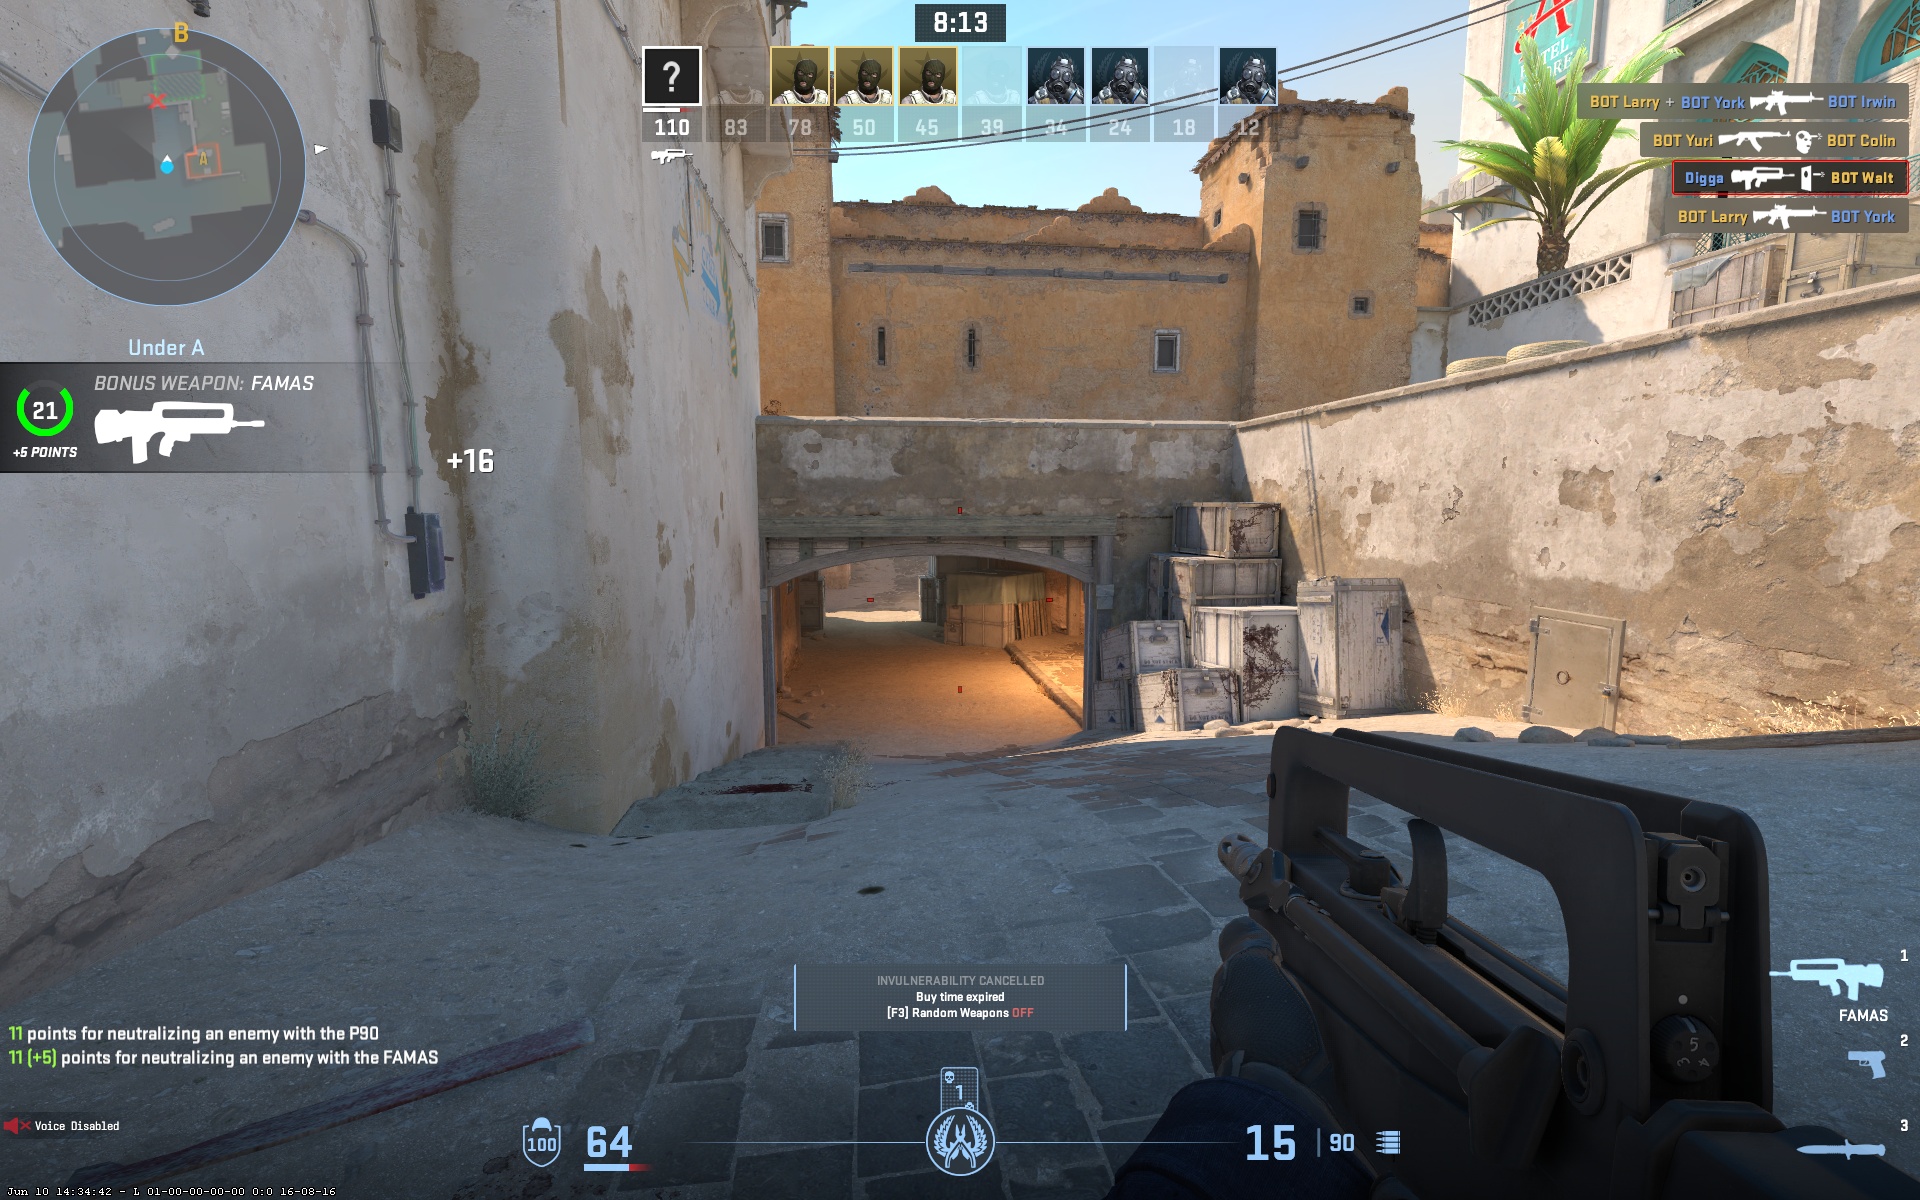 B
8:13
?
110 83 78 50 45 39 34 24 18 12
BOT Larry + BOT York BOT Irwin
BOT Yuri BOT Colin
Digga BOT Walt
BOT Larry BOT York
A
Under A
BONUS WEAPON: FAMAS
21
+5 POINTS
+16
INVULNERABILITY CANCELLED
Buy time expired
[F3] Random Weapons OFF
1
FAMAS
2
3
11 points for neutralizing an enemy with the P90
11 (+5) points for neutralizing an enemy with the FAMAS
Voice Disabled
100 64
1
15 | 90
Jun 10 14:34:42 - L 01-00-00-00-00 0:0 16-08-16